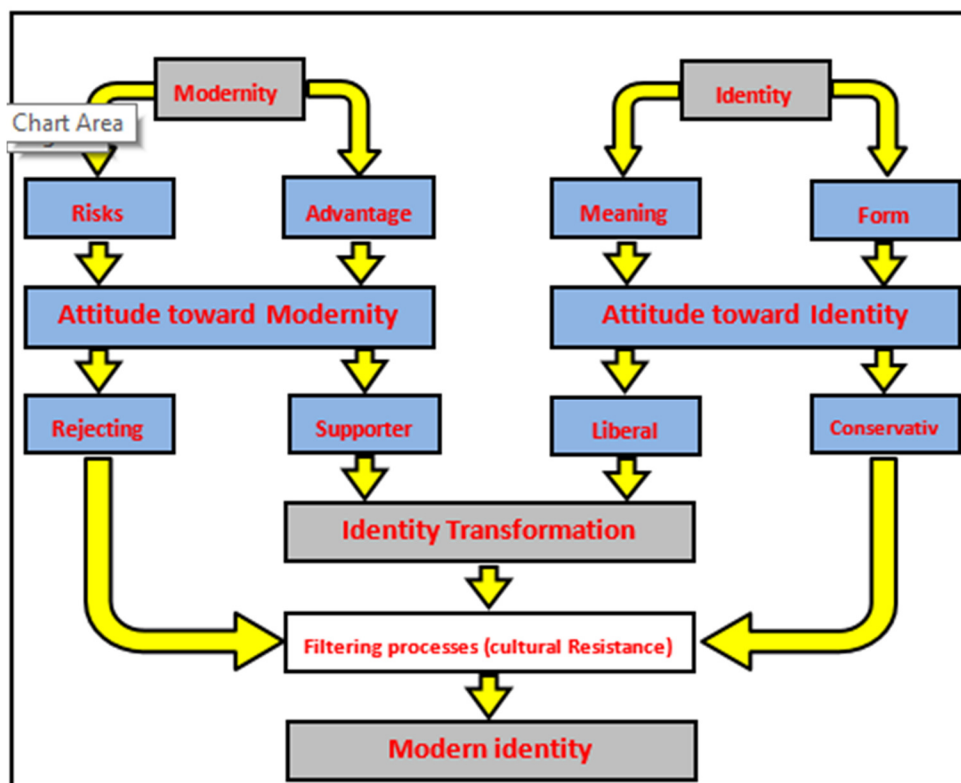 Modernity
Identity
Chart Area
Risks
Advantage
Meaning
Form
Attitude toward Modernity
Attitude toward Identity
Rejecting
Supporter
Liberal
Conservativ
Identity Transformation
Filtering processes (cultural Resistance)
Modern identity